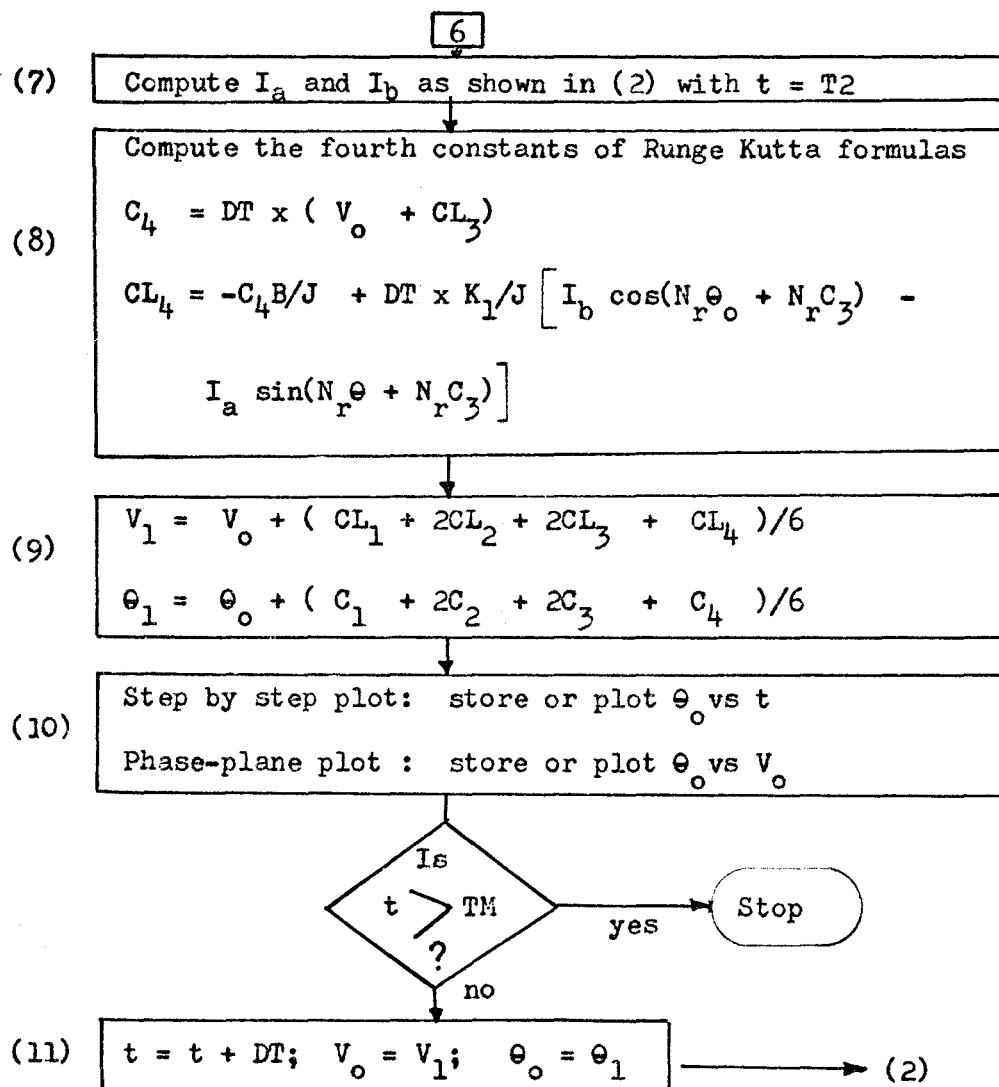 6
(7) Compute I_a and I_b as shown in (2) with t = T2
Compute the fourth constants of Runge Kutta formulas
C_4 = DT x ( V_o + CL_3)
(8)
CL_4 = -C_4B/J + DT x K_1/J [I_b cos(N_rθ_o + N_rC_3) -
I_a sin(N_rθ + N_rC_3)]
V_1 = V_o + ( CL_1 + 2CL_2 + 2CL_3 + CL_4 )/6
(9)
θ_1 = θ_o + ( C_1 + 2C_2 + 2C_3 + C_4 )/6
Step by step plot: store or plot θ_o vs t
(10)
Phase-plane plot : store or plot θ_o vs V_o
Is
t > TM
?
yes
Stop
no
(11) t = t + DT; V_o = V_1; θ_o = θ_1 (2)